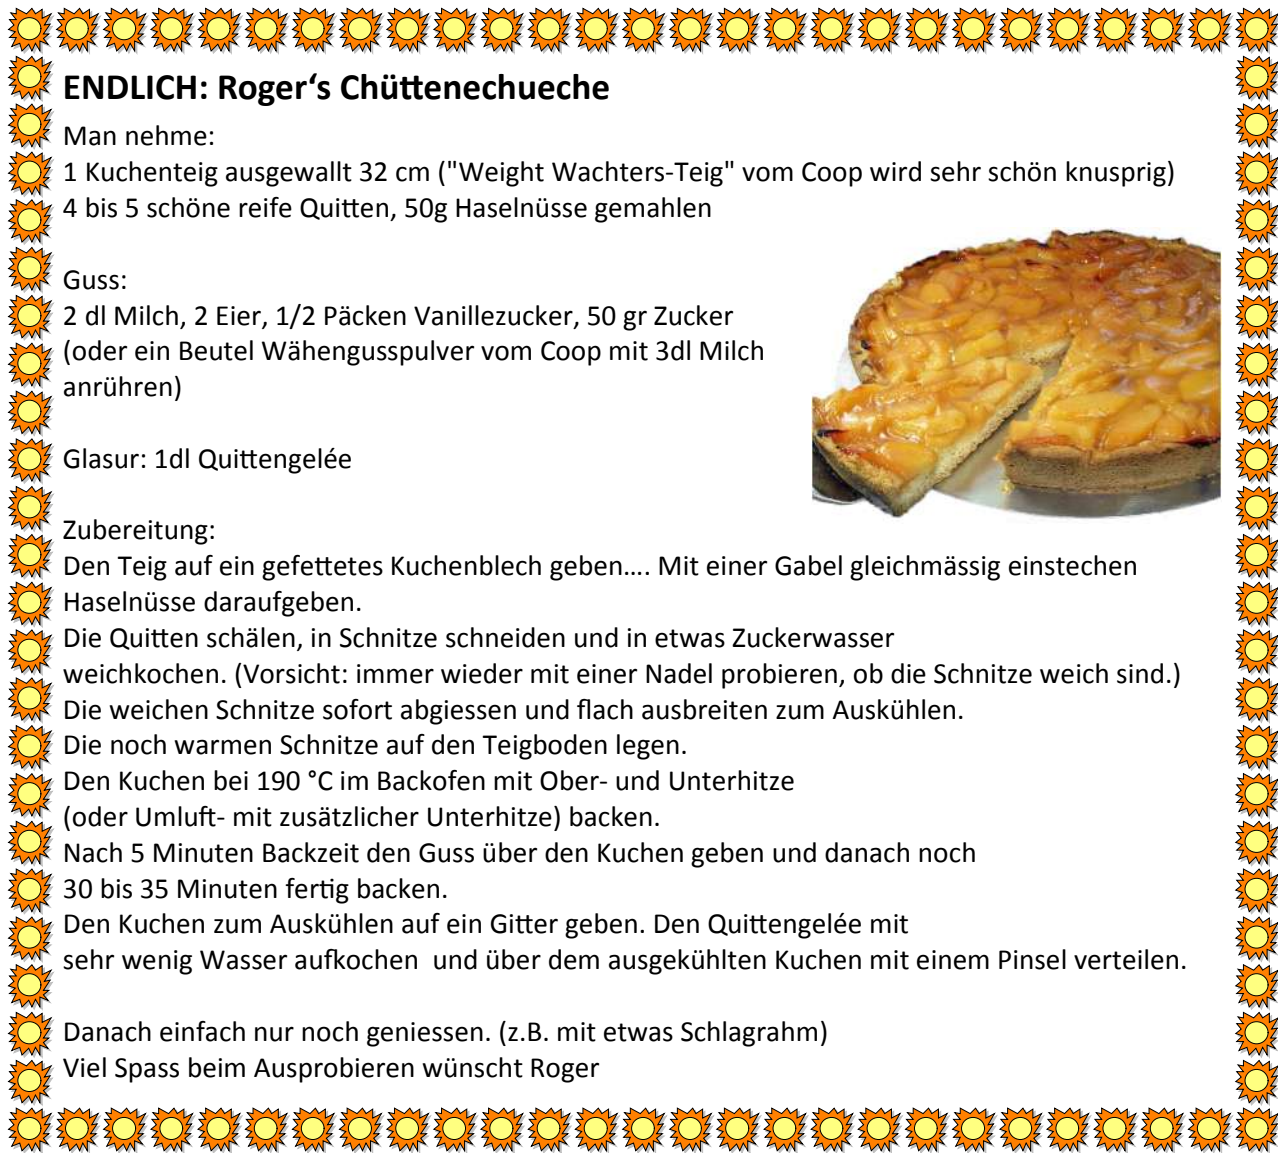 ENDLICH: Roger‘s Chüttenechueche
Man nehme:
1 Kuchenteig ausgewallt 32 cm ("Weight Wachters-Teig" vom Coop wird sehr schön knusprig)
4 bis 5 schöne reife Quitten, 50g Haselnüsse gemahlen
Guss:
2 dl Milch, 2 Eier, 1/2 Päcken Vanillezucker, 50 gr Zucker
(oder ein Beutel Wähengusspulver vom Coop mit 3dl Milch
anrühren)
Glasur: 1dl Quittengelée
Zubereitung:
Den Teig auf ein gefettetes Kuchenblech geben…. Mit einer Gabel gleichmässig einstechen
Haselnüsse daraufgeben.
Die Quitten schälen, in Schnitze schneiden und in etwas Zuckerwasser
weichkochen. (Vorsicht: immer wieder mit einer Nadel probieren, ob die Schnitze weich sind.)
Die weichen Schnitze sofort abgiessen und flach ausbreiten zum Auskühlen.
Die noch warmen Schnitze auf den Teigboden legen.
Den Kuchen bei 190 °C im Backofen mit Ober- und Unterhitze
(oder Umluft- mit zusätzlicher Unterhitze) backen.
Nach 5 Minuten Backzeit den Guss über den Kuchen geben und danach noch
30 bis 35 Minuten fertig backen.
Den Kuchen zum Auskühlen auf ein Gitter geben. Den Quittengelée mit
sehr wenig Wasser aufkochen  und über dem ausgekühlten Kuchen mit einem Pinsel verteilen.
Danach einfach nur noch geniessen. (z.B. mit etwas Schlagrahm)
Viel Spass beim Ausprobieren wünscht Roger